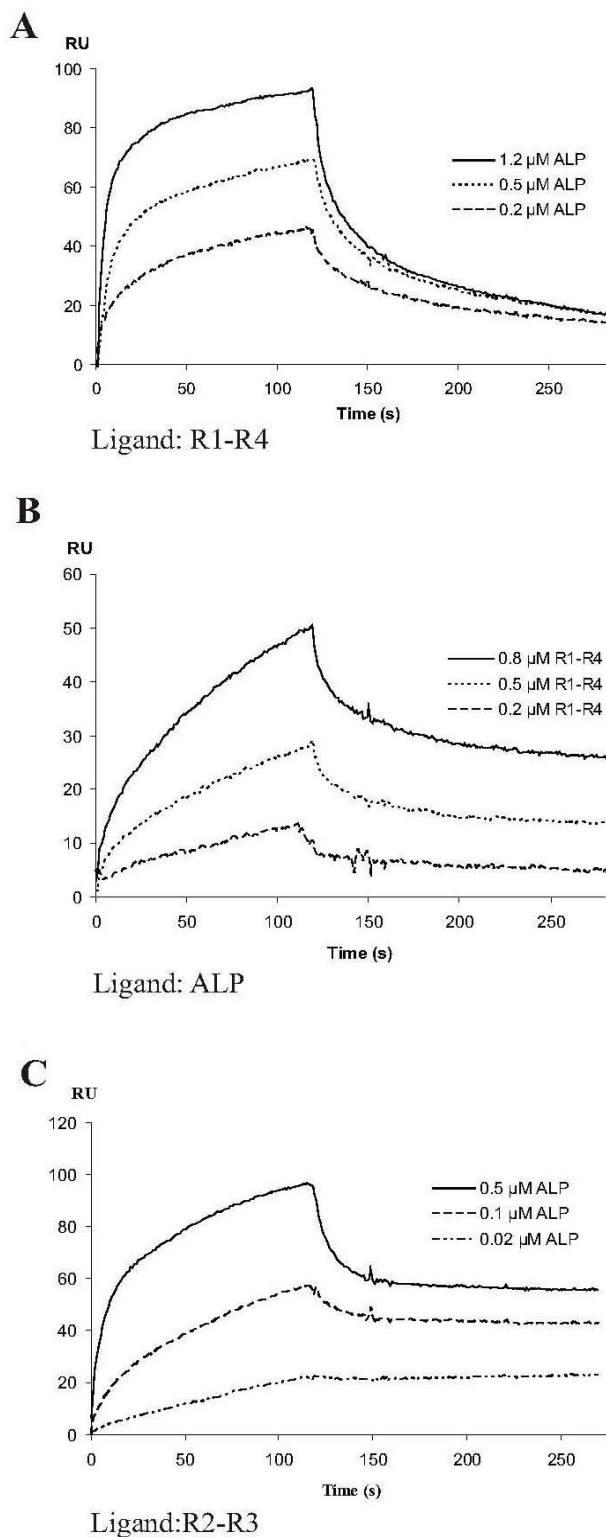 A
RU
100
80
60
40
20
0
1.2 µM ALP
0.5 µM ALP
0.2 µM ALP
0 50 100 150 200 250
Time (s)
Ligand: R1-R4
B
RU
60
50
40
30
20
10
0
0.8 µM R1-R4
0.5 µM R1-R4
0.2 µM R1-R4
0 50 100 150 200 250
Time (s)
Ligand: ALP
C
RU
120
100
80
60
40
20
0
0.5 µM ALP
0.1 µM ALP
0.02 µM ALP
0 50 100 150 200 250
Time (s)
Ligand:R2-R3